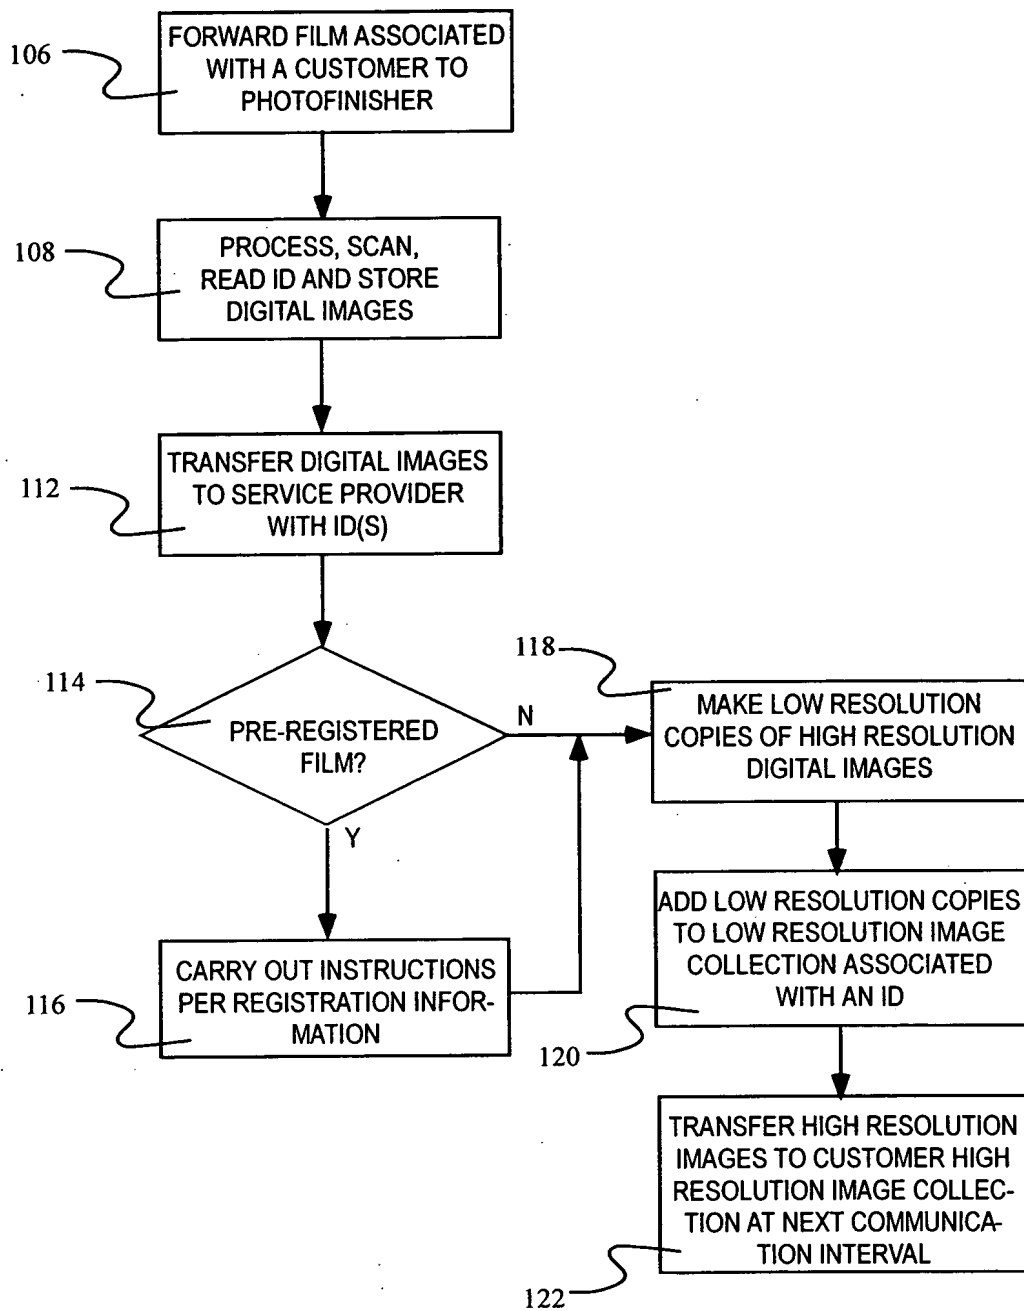 FORWARD FILM ASSOCIATED
WITH A CUSTOMER TO
PHOTOFINISHER
106
PROCESS, SCAN,
READ ID AND STORE
DIGITAL IMAGES
108
TRANSFER DIGITAL IMAGES
TO SERVICE PROVIDER
WITH ID(S)
112
PRE-REGISTERED
FILM?
114
N
Y
CARRY OUT INSTRUCTIONS
PER REGISTRATION INFOR-
MATION
116
118
MAKE LOW RESOLUTION
COPIES OF HIGH RESOLUTION
DIGITAL IMAGES
ADD LOW RESOLUTION COPIES
TO LOW RESOLUTION IMAGE
COLLECTION ASSOCIATED
WITH AN ID
120
TRANSFER HIGH RESOLUTION
IMAGES TO CUSTOMER HIGH
RESOLUTION IMAGE COLLEC-
TION AT NEXT COMMUNICA-
TION INTERVAL
122